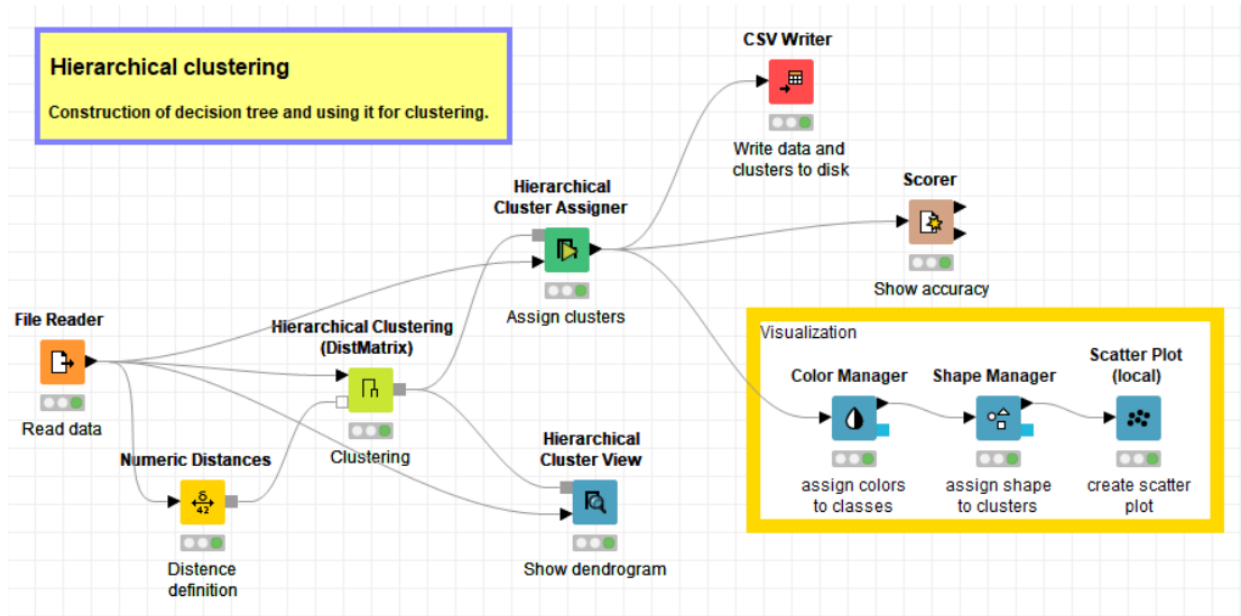 Hierarchical clustering
Construction of decision tree and using it for clustering.
CSV Writer
Write data and
clusters to disk
Scorer
Show accuracy
Hierarchical
Cluster Assigner
Assign clusters
File Reader
Read data
Hierarchical Clustering
(DistMatrix)
Clustering
Numeric Distances
δ
42
Distence
definition
Hierarchical
Cluster View
Show dendrogram
Visualization
Color Manager
assign colors
to classes
Shape Manager
assign shape
to clusters
Scatter Plot
(local)
create scatter
plot